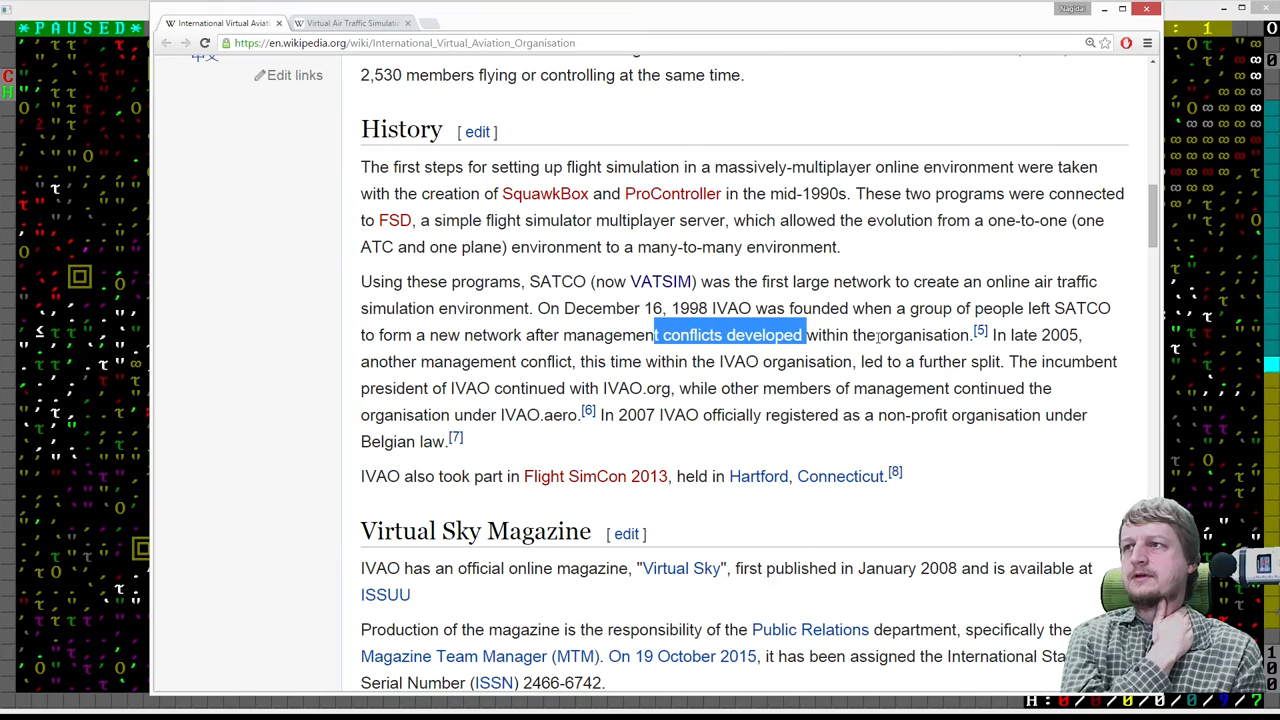 *PAUSED*
Nagidal
International Virtual Aviati
Virtual Air Traffic Simulatio
https://en.wikipedia.org/wiki/International_Virtual_Aviation_Organisation
中文
Edit links
2,530 members flying or controlling at the same time.
History [ edit ]
The first steps for setting up flight simulation in a massively-multiplayer online environment were taken
with the creation of SquawkBox and ProController in the mid-1990s. These two programs were connected
to FSD, a simple flight simulator multiplayer server, which allowed the evolution from a one-to-one (one
ATC and one plane) environment to a many-to-many environment.
Using these programs, SATCO (now VATSIM) was the first large network to create an online air traffic
simulation environment. On December 16, 1998 IVAO was founded when a group of people left SATCO
to form a new network after management conflicts developed within the organisation.[5] In late 2005,
another management conflict, this time within the IVAO organisation, led to a further split. The incumbent
president of IVAO continued with IVAO.org, while other members of management continued the
organisation under IVAO.aero.[6] In 2007 IVAO officially registered as a non-profit organisation under
Belgian law.[7]
IVAO also took part in Flight SimCon 2013, held in Hartford, Connecticut.[8]
Virtual Sky Magazine [ edit ]
IVAO has an official online magazine, "Virtual Sky", first published in January 2008 and is available at
ISSUU
Production of the magazine is the responsibility of the Public Relations department, specifically the
Magazine Team Manager (MTM). On 19 October 2015, it has been assigned the International Sta
Serial Number (ISSN) 2466-6742.
H:0/0/0/0/9/7